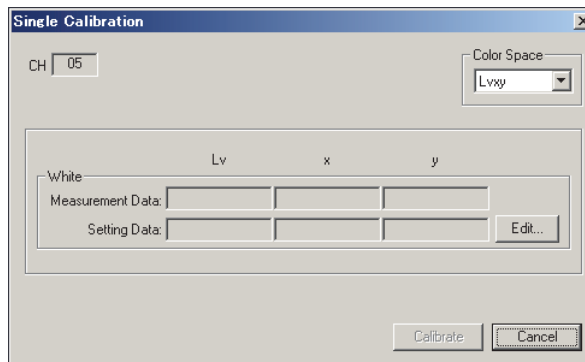 Single Calibration
CH 05
Color Space
Lvxy
Lv x y
White
Measurement Data:
Setting Data: Edit...
Calibrate Cancel